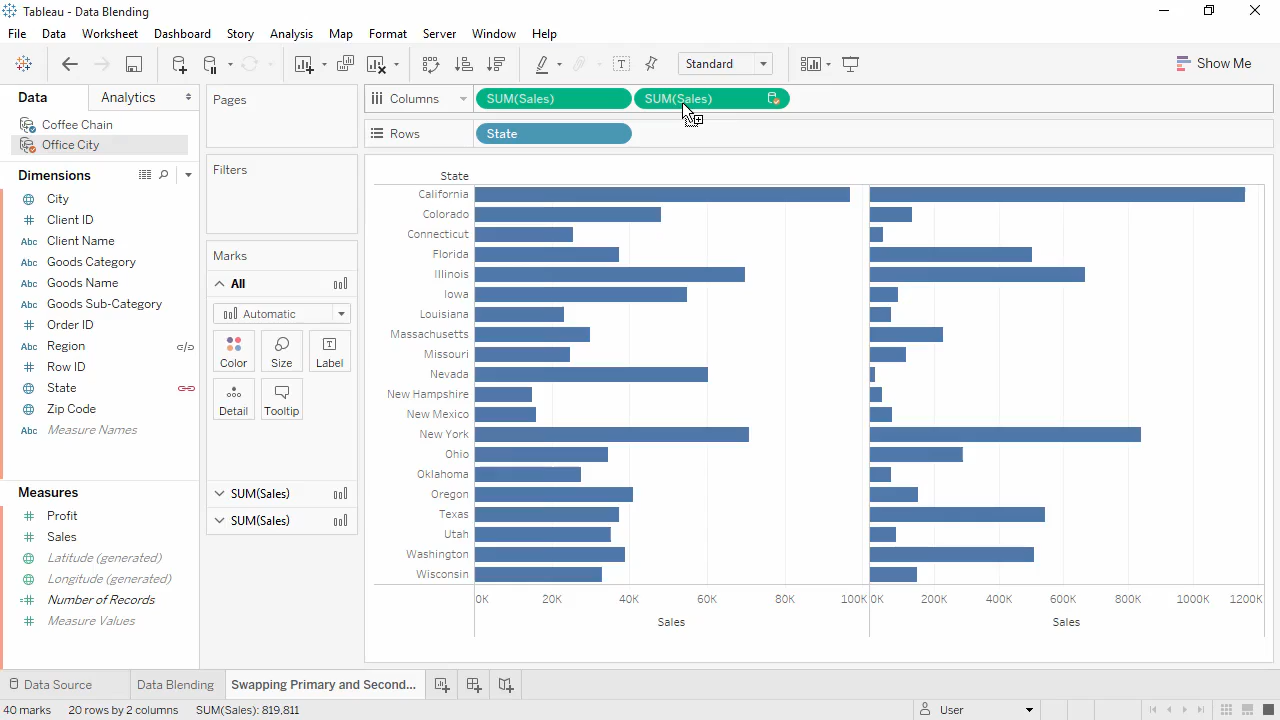 Tableau - Data Blending
File Data Worksheet Dashboard Story Analysis Map Format Server Window Help
Standard
Show Me
Data Analytics
Coffee Chain
Office City
Dimensions
City
Client ID
Abc Client Name
Abc Goods Category
Abc Goods Name
Abc Goods Sub-Category
Order ID
Abc Region
Row ID
State
Zip Code
Abc Measure Names
Measures
Profit
Sales
Latitude (generated)
Longitude (generated)
Number of Records
Measure Values
Pages
Filters
Marks
All
Automatic
Color Size Label
Detail Tooltip
SUM(Sales)
SUM(Sales)
Columns SUM(Sales) SUM(Sales)
Rows State
State
California
Colorado
Connecticut
Florida
Illinois
Iowa
Louisiana
Massachusetts
Missouri
Nevada
New Hampshire
New Mexico
New York
Ohio
Oklahoma
Oregon
Texas
Utah
Washington
Wisconsin
0K 20K 40K 60K 80K 100K 0K 200K 400K 600K 800K 1000K 1200K
Sales Sales
Data Source Data Blending Swapping Primary and Second...
40 marks 20 rows by 2 columns SUM(Sales): 819,811 User